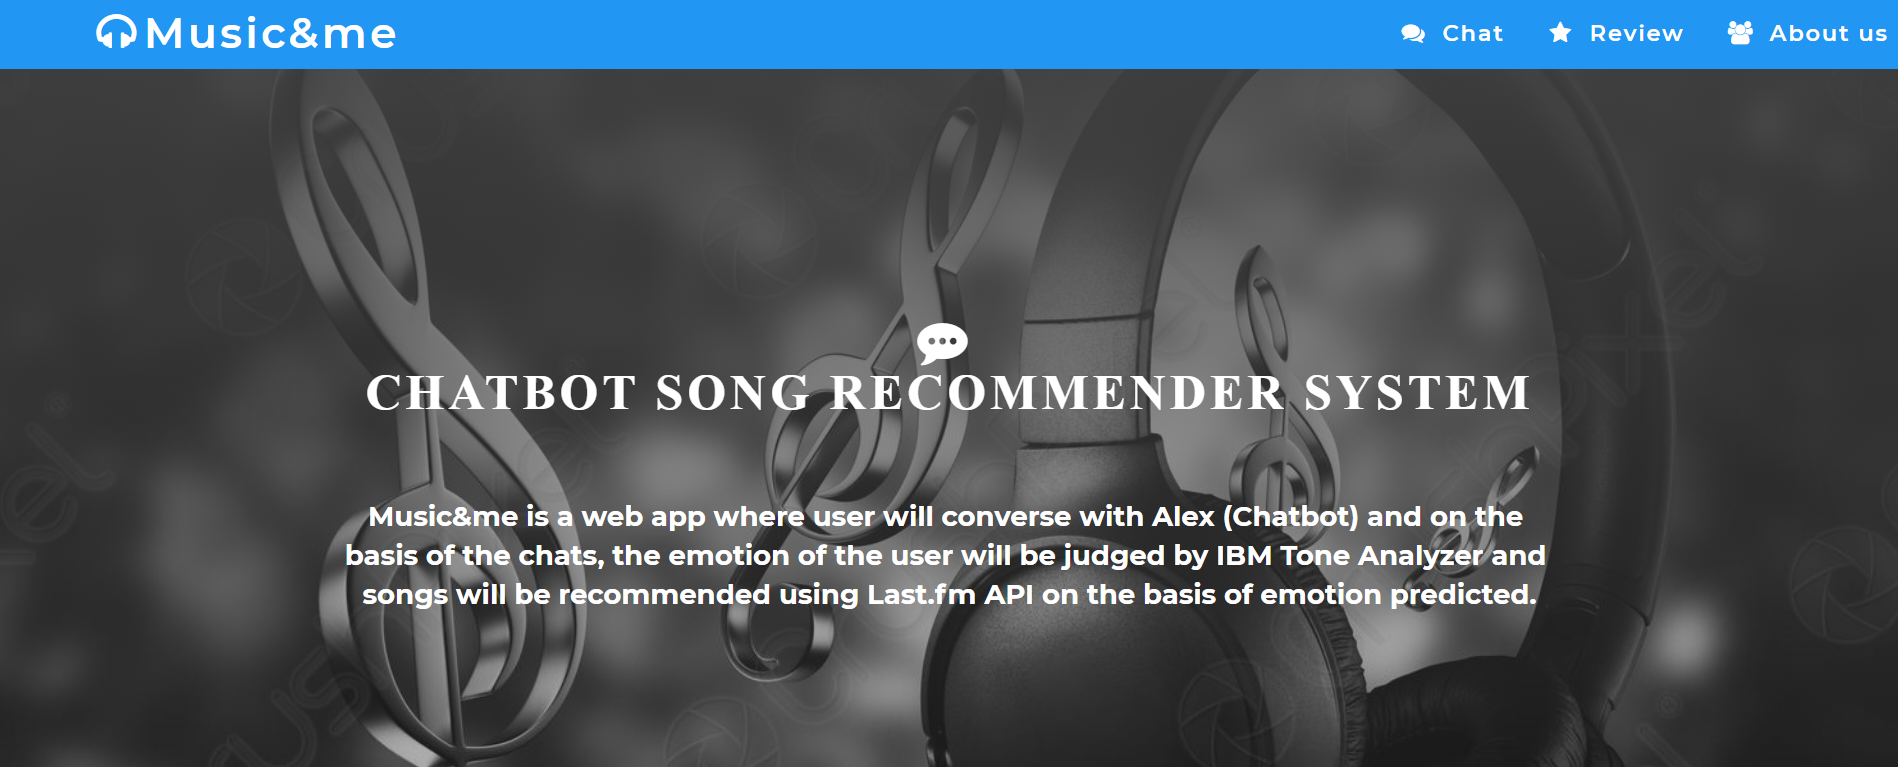 Music&me
Chat
Review
About us
CHATBOT SONG RECOMMENDER SYSTEM
Music&me is a web app where user will converse with Alex (Chatbot) and on the
basis of the chats, the emotion of the user will be judged by IBM Tone Analyzer and
songs will be recommended using Last.fm API on the basis of emotion predicted.